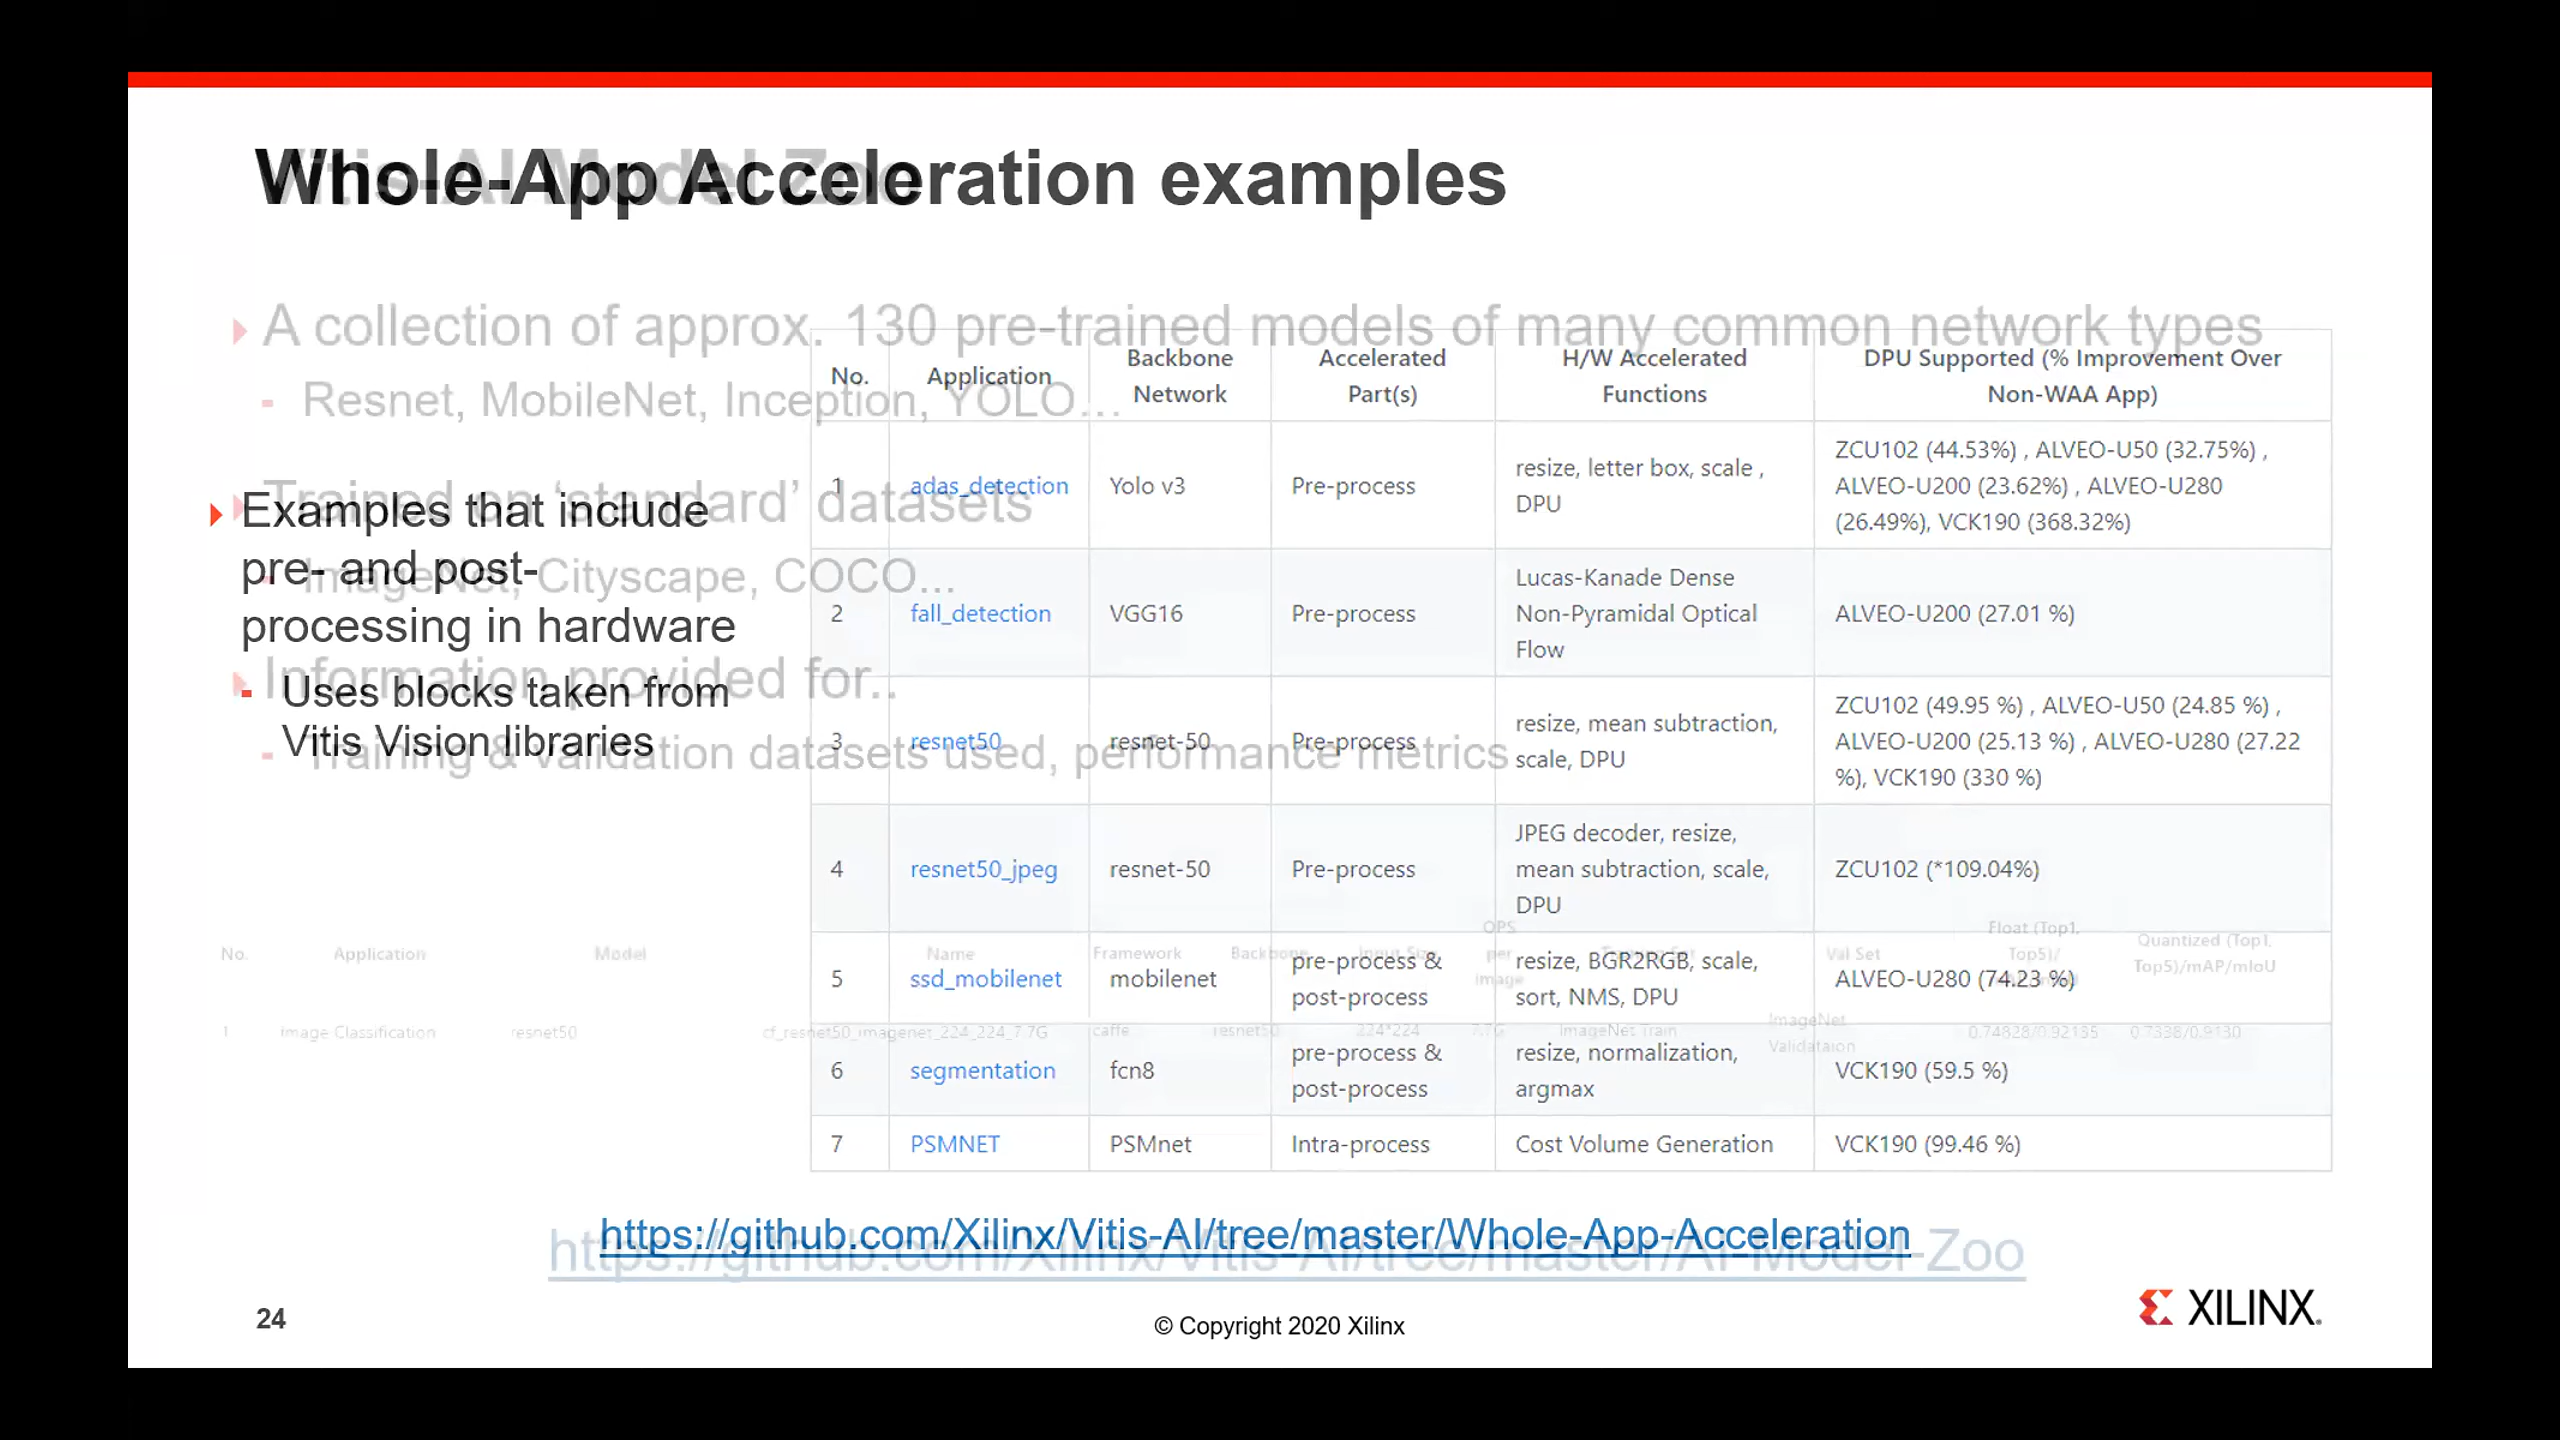 Whole-App Acceleration examples
Vitis-AI Model Zoo
A collection of approx. 130 pre-trained models of many common network types
- Resnet, MobileNet, Inception, YOLO...
Trained on ‘standard’ datasets
- ImageNet, Cityscape, COCO...
Information provided for..
- Training & validation datasets used, performance metrics
Examples that include
pre- and post-
processing in hardware
- Uses blocks taken from
Vitis Vision libraries
No. Application Backbone Network Accelerated Part(s) H/W Accelerated Functions DPU Supported (% Improvement Over Non-WAA App)
1 adas_detection Yolo v3 Pre-process resize, letter box, scale , DPU ZCU102 (44.53%) , ALVEO-U50 (32.75%) , ALVEO-U200 (23.62%) , ALVEO-U280 (26.49%), VCK190 (368.32%)
2 fall_detection VGG16 Pre-process Lucas-Kanade Dense Non-Pyramidal Optical Flow ALVEO-U200 (27.01 %)
3 resnet50 resnet-50 Pre-process resize, mean subtraction, scale, DPU ZCU102 (49.95 %) , ALVEO-U50 (24.85 %) , ALVEO-U200 (25.13 %) , ALVEO-U280 (27.22 %), VCK190 (330 %)
4 resnet50_jpeg resnet-50 Pre-process JPEG decoder, resize, mean subtraction, scale, DPU ZCU102 (*109.04%)
5 ssd_mobilenet mobilenet pre-process & post-process resize, BGR2RGB, scale, sort, NMS, DPU ALVEO-U280 (74.23 %)
6 segmentation fcn8 pre-process & post-process resize, normalization, argmax VCK190 (59.5 %)
7 PSMNET PSMnet Intra-process Cost Volume Generation VCK190 (99.46 %)
No. Application Model Name Framework Backbone Input Size OPS per image Val Set Float (Top1, Top5)/ Quantized (Top1, Top5)/mAP/mIoU
1 Image Classification resnet50 cf_resnet50_imagenet_224_224_7.7G caffe resnet50 224*224 7.7G ImageNet Train ImageNet Validataion 0.7338/0.9130
https://github.com/Xilinx/Vitis-AI/tree/master/Whole-App-Acceleration
https://github.com/Xilinx/Vitis-AI/tree/master/AI-Model-Zoo
24
© Copyright 2020 Xilinx
XILINX.